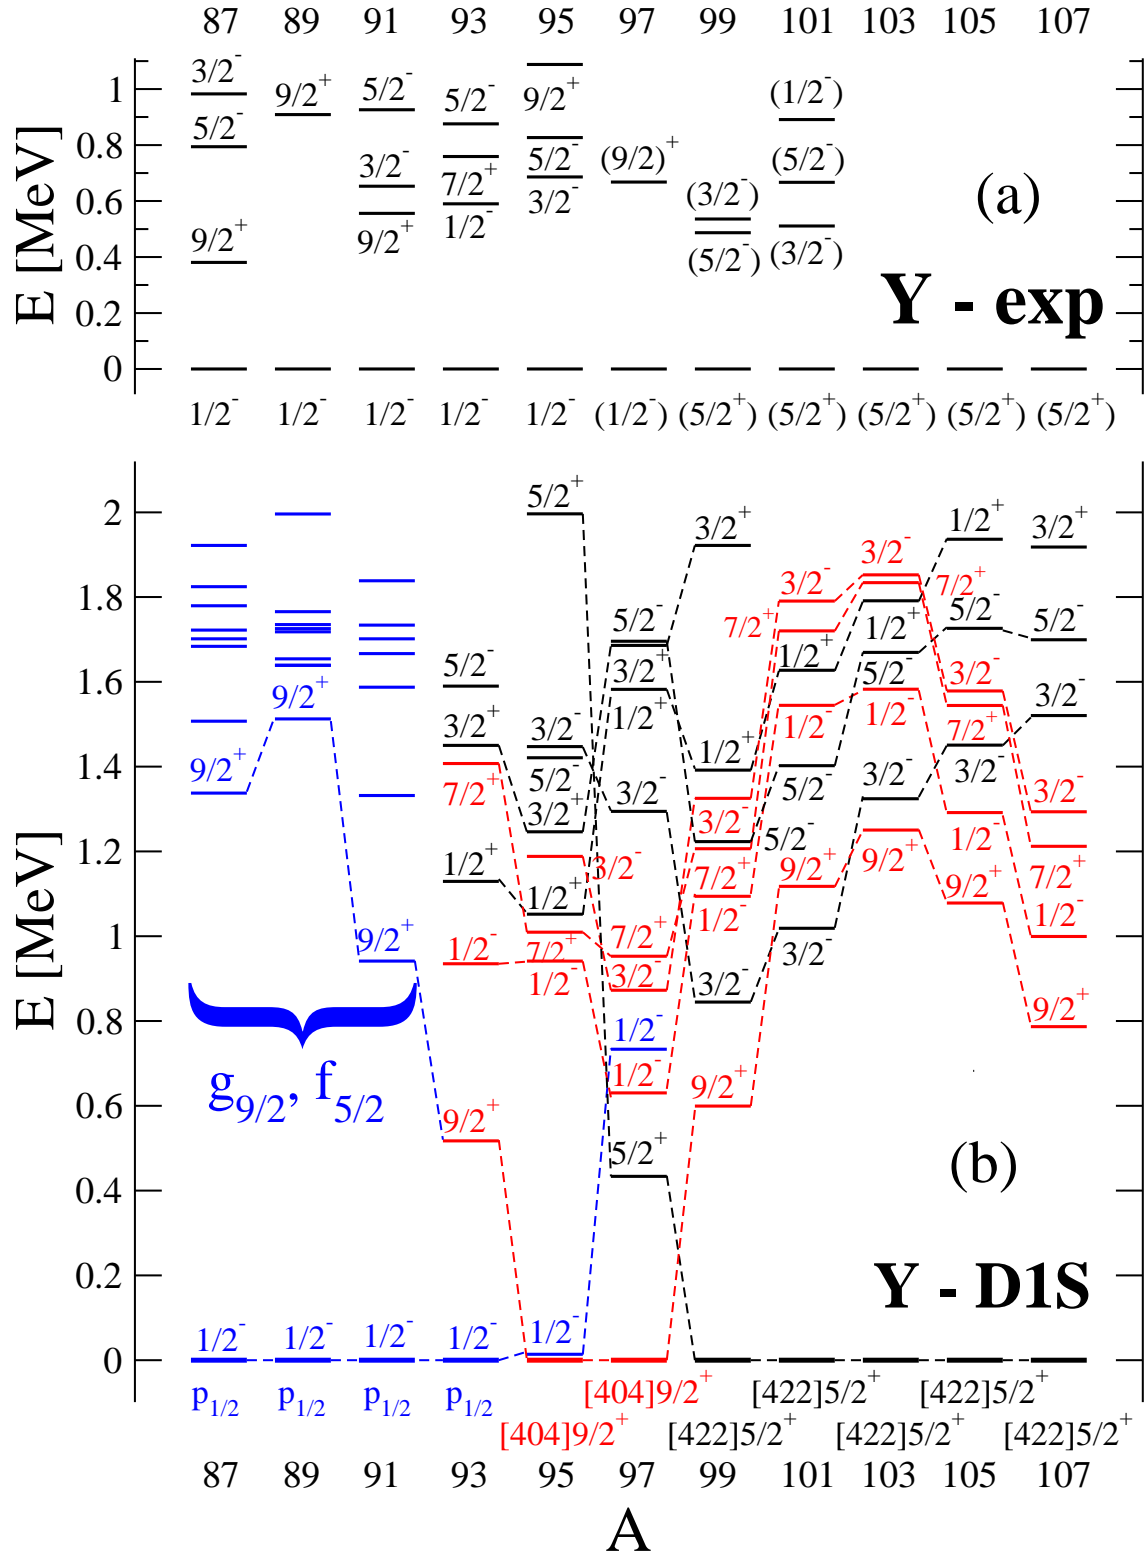 87 89 91 93 95 97 99 101 103 105 107
3/2⁻ 9/2⁺ 5/2⁻ 5/2⁻ 9/2⁺ (1/2⁻)
1
5/2⁻ 3/2⁻ 7/2⁺ 5/2⁻ (9/2)⁺ (5/2⁻)
0.8
9/2⁺ 9/2⁺ 1/2⁻ 3/2⁻ (3/2⁻) (a)
0.6
(5/2⁻) (3/2⁻)
0.4
E [MeV]
Y - exp
0.2
0
1/2⁻ 1/2⁻ 1/2⁻ 1/2⁻ 1/2⁻ (1/2⁻) (5/2⁺) (5/2⁺) (5/2⁺) (5/2⁺) (5/2⁺)
2
5/2⁺ 3/2⁺ 1/2⁺ 3/2⁺
1.8
3/2⁻ 3/2⁻ 7/2⁺
5/2⁻ 7/2⁺ 1/2⁺ 5/2⁻ 5/2⁻
1.6
9/2⁺ 5/2⁻ 3/2⁺ 1/2⁺ 5/2⁻ 3/2⁻
3/2⁺ 3/2⁻ 1/2⁺ 1/2⁻ 1/2⁻ 7/2⁺ 3/2⁻
1.4
9/2⁺ 7/2⁺ 5/2⁻ 3/2⁻ 1/2⁺ 5/2⁻ 3/2⁻ 3/2⁻ 3/2⁻
3/2⁺ 3/2⁻ 5/2⁻ 1/2⁻
1.2
1/2⁺ 3/2⁻ 7/2⁺ 9/2⁺ 9/2⁺ 9/2⁺ 7/2⁺
1/2⁺ 1/2⁻ 1/2⁻
1
9/2⁺ 1/2⁻ 7/2⁺ 7/2⁺ 3/2⁻
1/2⁻ 3/2⁻ 3/2⁻ 9/2⁺
E [MeV]
0.8
1/2⁻
g₉/₂, f₅/₂ 1/2⁻ 9/2⁺
0.6
9/2⁺ 5/2⁺
(b)
0.4
Y - D1S
0.2
1/2⁻ 1/2⁻ 1/2⁻ 1/2⁻ 1/2⁻
0
p₁/₂ p₁/₂ p₁/₂ p₁/₂ [404]9/2⁺ [422]5/2⁺ [422]5/2⁺
[404]9/2⁺ [422]5/2⁺ [422]5/2⁺ [422]5/2⁺
87 89 91 93 95 97 99 101 103 105 107
A